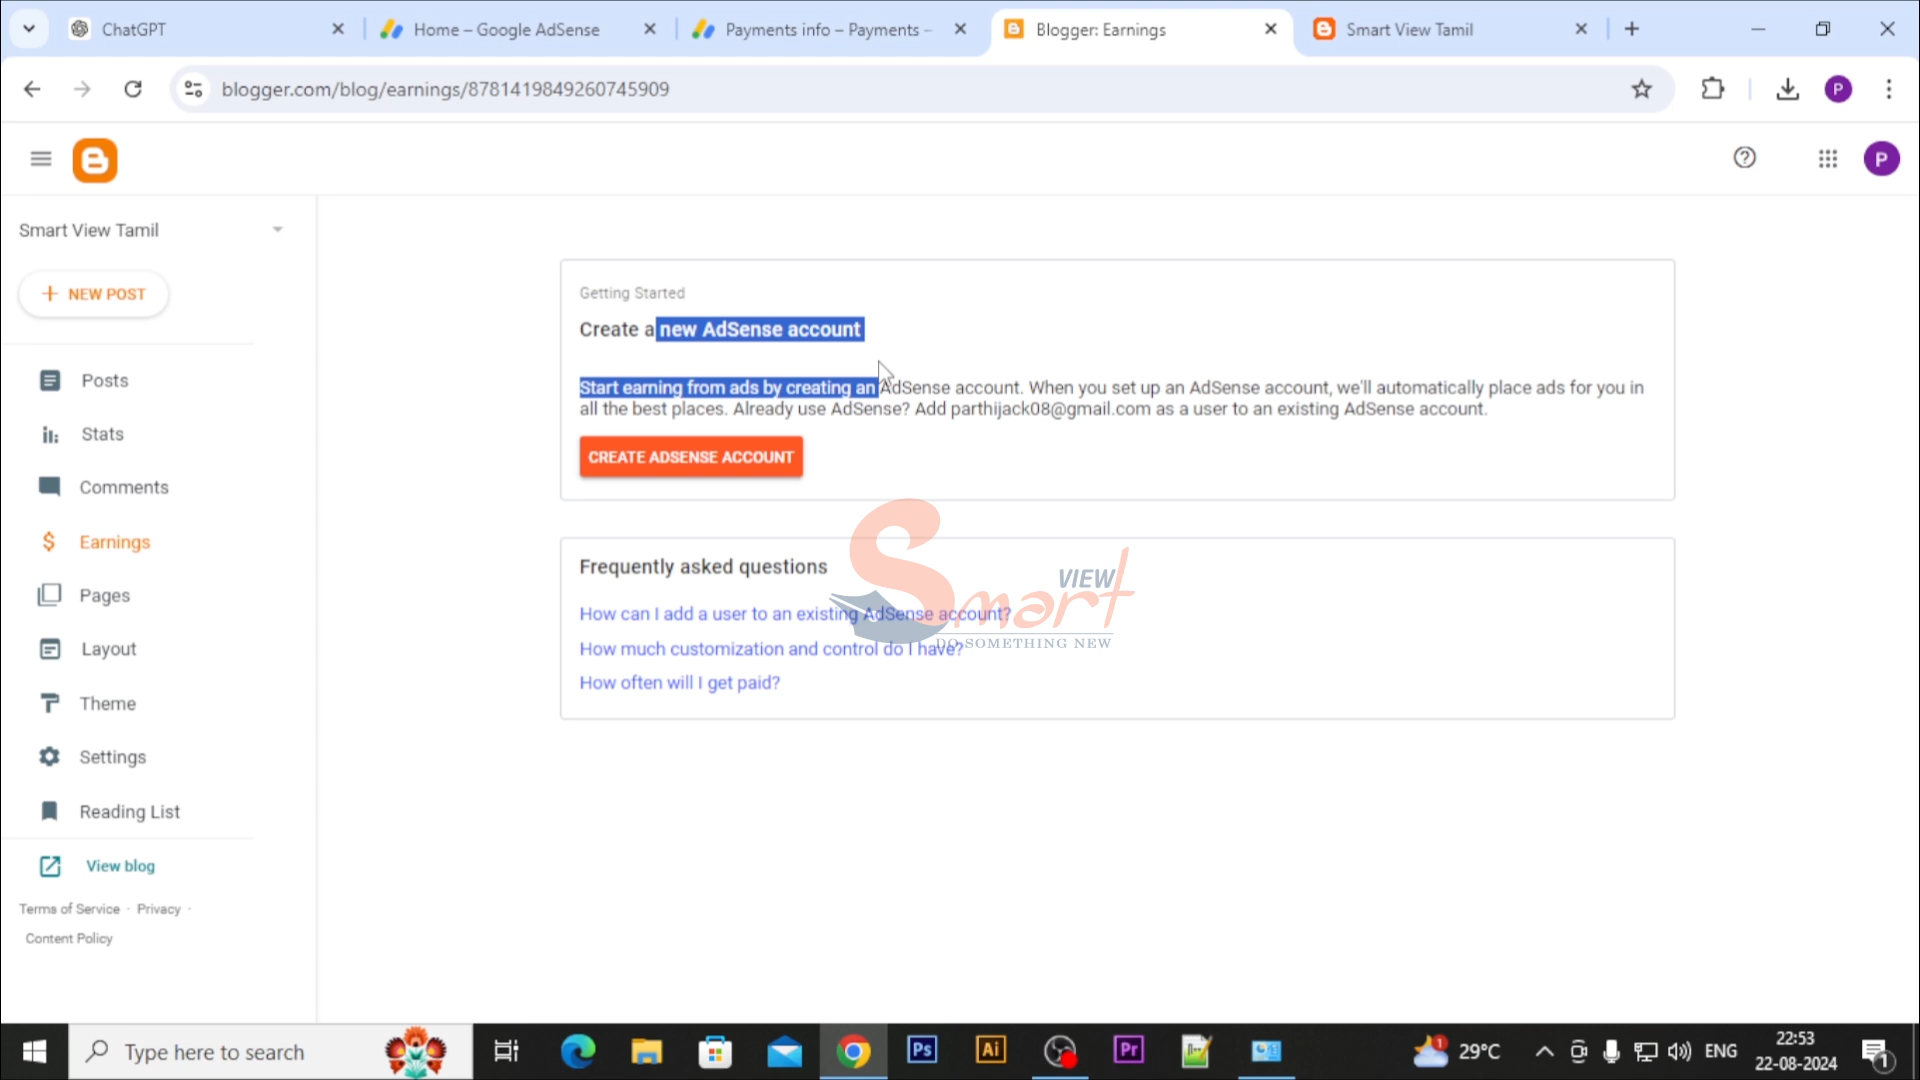 ChatGPT
Home – Google AdSense
Payments info – Payments –
Blogger: Earnings
Smart View Tamil
blogger.com/blog/earnings/8781419849260745909
P
P
Smart View Tamil
NEW POST
Posts
Stats
Comments
Earnings
Pages
Layout
Theme
Settings
Reading List
View blog
Terms of Service · Privacy ·
Content Policy
Getting Started
Create a new AdSense account
Start earning from ads by creating an AdSense account. When you set up an AdSense account, we'll automatically place ads for you in
all the best places. Already use AdSense? Add parthijack08@gmail.com as a user to an existing AdSense account.
CREATE ADSENSE ACCOUNT
Frequently asked questions
How can I add a user to an existing AdSense account?
How much customization and control do I have?
How often will I get paid?
Smart
VIEW
DO SOMETHING NEW
Type here to search
Ps
Ai
Pr
1
29°C
ENG
22:53
22-08-2024
1